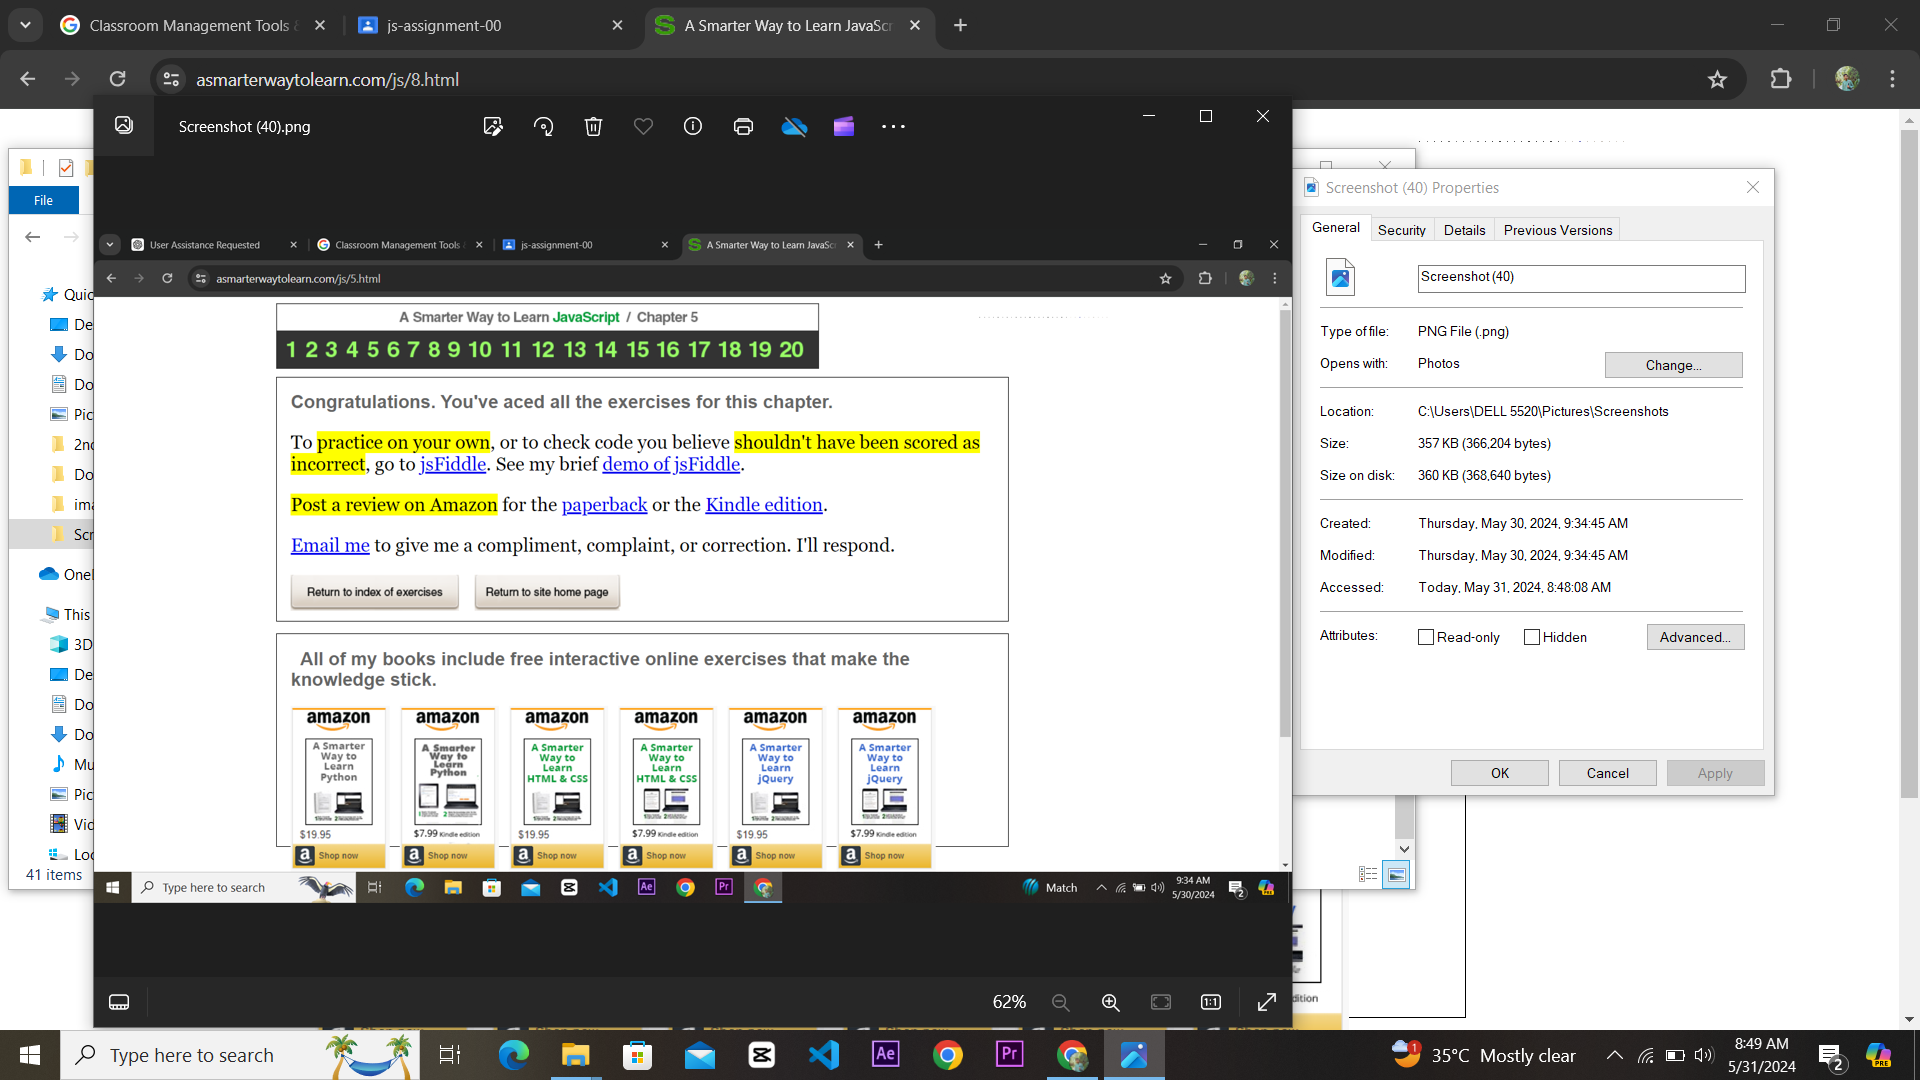 Classroom Management Tools &
js-assignment-00
A Smarter Way to Learn JavaScr
asmarterwaytolearn.com/js/8.html
Screenshot (40).png
File
Quic
De
Do
Do
Pic
2nd
Do
ima
Scr
OneD
This
3D
De
Do
Do
Mu
Pic
Vid
Loc
41 items
User Assistance Requested
Classroom Management Tools &
js-assignment-00
A Smarter Way to Learn JavaScr
asmarterwaytolearn.com/js/5.html
A Smarter Way to Learn JavaScript / Chapter 5
1 2 3 4 5 6 7 8 9 10 11 12 13 14 15 16 17 18 19 20
Congratulations. You've aced all the exercises for this chapter.
To practice on your own, or to check code you believe shouldn't have been scored as
incorrect, go to jsFiddle. See my brief demo of jsFiddle.
Post a review on Amazon for the paperback or the Kindle edition.
Email me to give me a compliment, complaint, or correction. I'll respond.
Return to index of exercises Return to site home page
All of my books include free interactive online exercises that make the
knowledge stick.
amazon amazon amazon amazon amazon amazon
A Smarter Way to Learn Python
$19.95
Shop now
A Smarter Way to Learn Python
$7.99 Kindle edition
Shop now
A Smarter Way to Learn HTML & CSS
$19.95
Shop now
A Smarter Way to Learn HTML & CSS
$7.99 Kindle edition
Shop now
A Smarter Way to Learn jQuery
$19.95
Shop now
A Smarter Way to Learn jQuery
$7.99 Kindle edition
Shop now
Type here to search
Ae
Pr
Match
9:34 AM
5/30/2024
2
62%
1:1
Screenshot (40) Properties
General Security Details Previous Versions
Screenshot (40)
Type of file: PNG File (.png)
Opens with: Photos Change...
Location: C:\Users\DELL 5520\Pictures\Screenshots
Size: 357 KB (366,204 bytes)
Size on disk: 360 KB (368,640 bytes)
Created: Thursday, May 30, 2024, 9:34:45 AM
Modified: Thursday, May 30, 2024, 9:34:45 AM
Accessed: Today, May 31, 2024, 8:48:08 AM
Attributes: Read-only Hidden Advanced...
OK Cancel Apply
dition
Type here to search
Ae
Pr
1
35°C Mostly clear
8:49 AM
5/31/2024
2
PRE